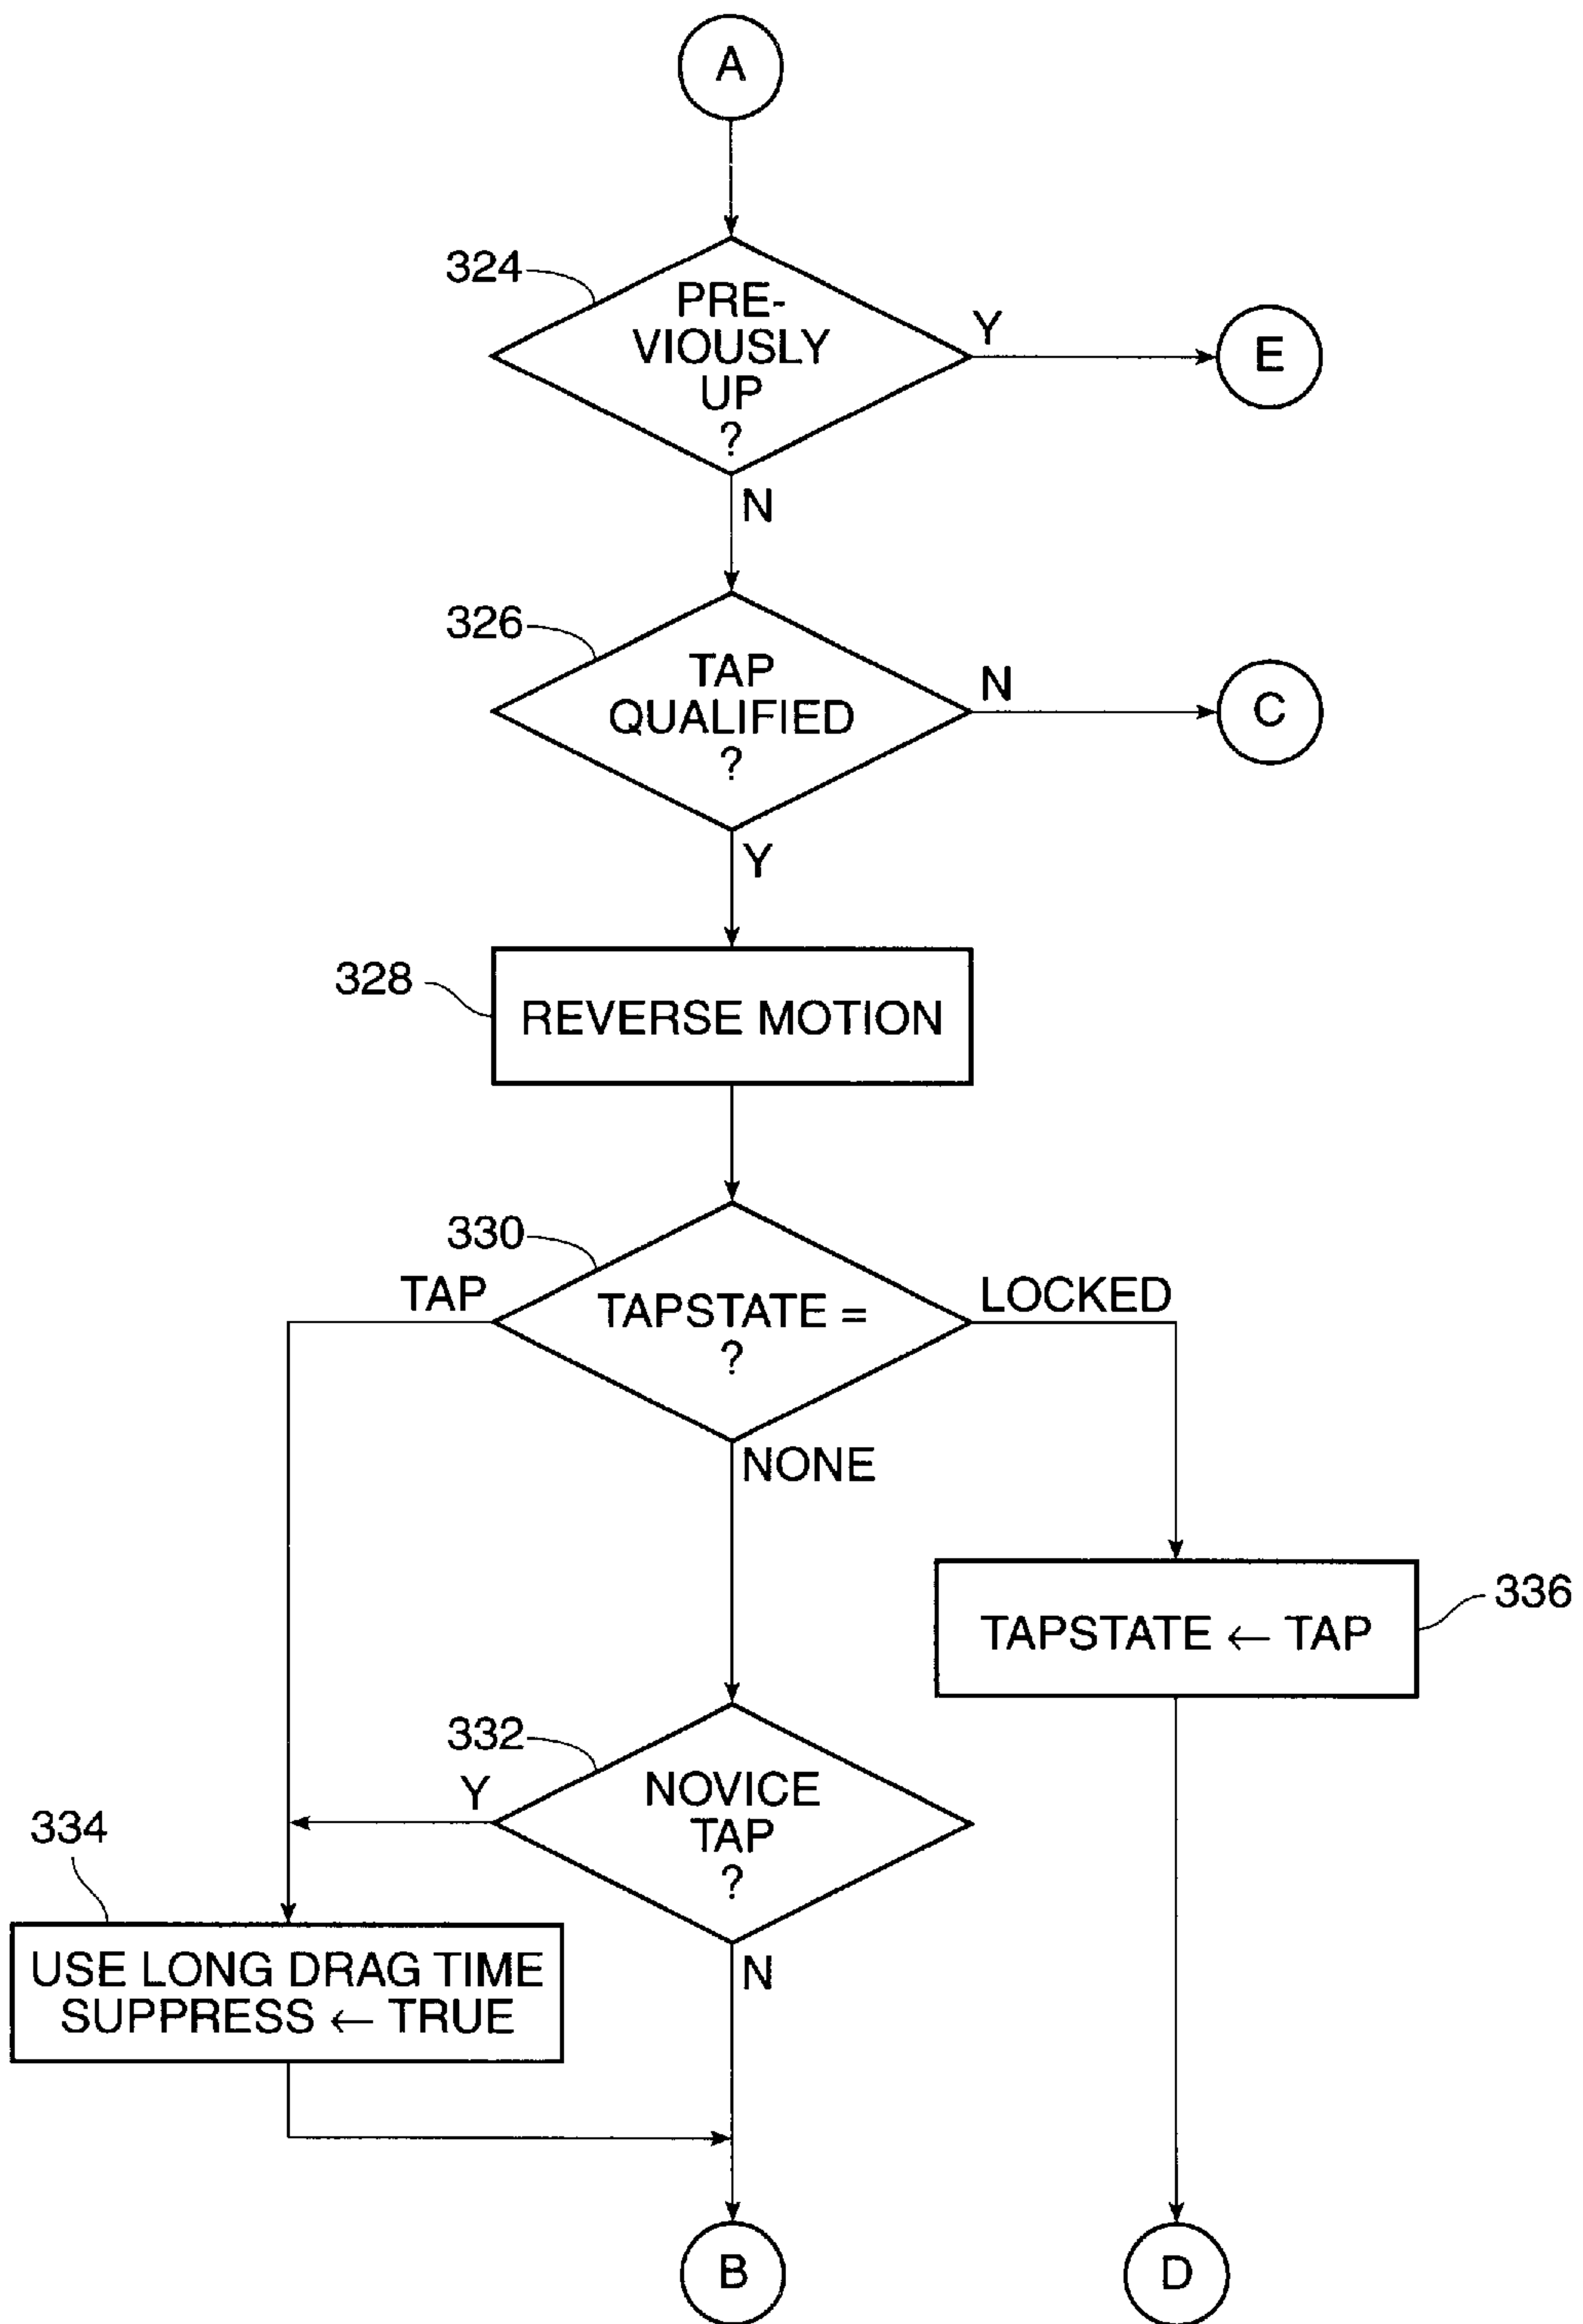 A
324
PRE-
VIOUSLY
UP
?
Y
E
N
326
TAP
QUALIFIED
?
N
C
Y
328
REVERSE MOTION
330
TAP
TAPSTATE =
?
LOCKED
NONE
336
TAPSTATE ← TAP
332
Y
NOVICE
TAP
?
334
N
USE LONG DRAG TIME
SUPPRESS ← TRUE
B
D